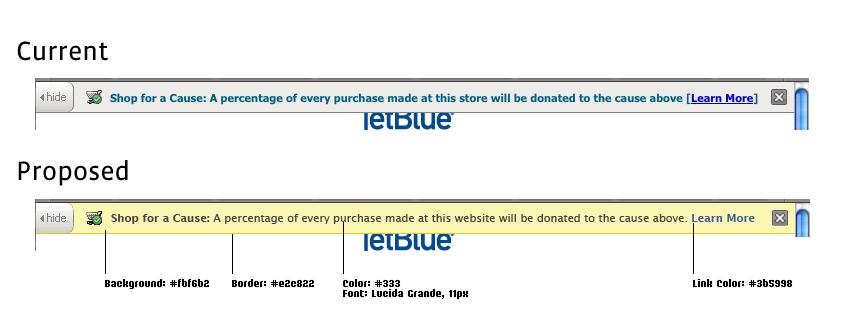 Current
hide
Shop for a Cause: A percentage of every purchase made at this store will be donated to the cause above [Learn More]
JetBlue
Proposed
hide
Shop for a Cause: A percentage of every purchase made at this website will be donated to the cause above. Learn More
JetBlue
Background: #fbf6b2 Border: #e2c822 Color: #333 Link Color: #3b5998
Font: Lucida Grande, 11px